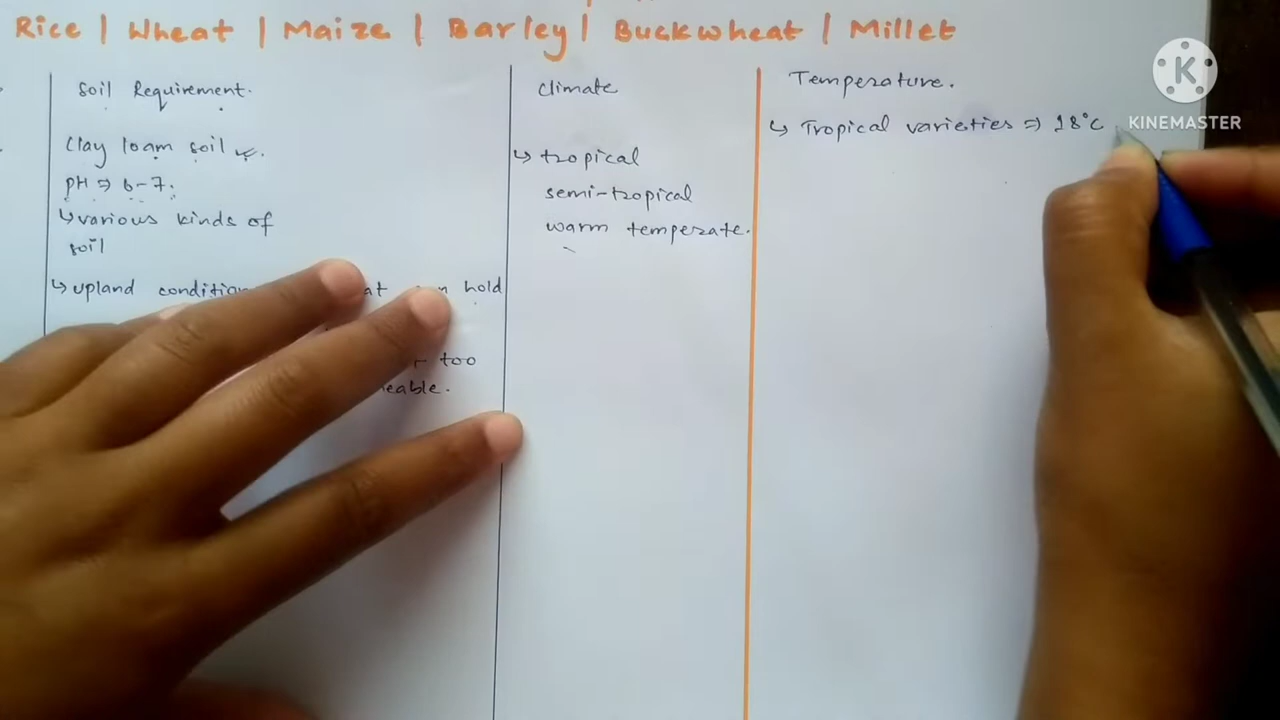 Rice | Wheat | Maize | Barley | Buckwheat | Millet
Soil Requirement.
Clay loam soil
PH ⇒ 6-7.
↳ various kinds of
soil
↳ upland condition hold
too
climate
↳ tropical
semi-tropical
warm temperate.
Temperature.
↳ Tropical varieties ⇒ 18°C
KINEMASTER